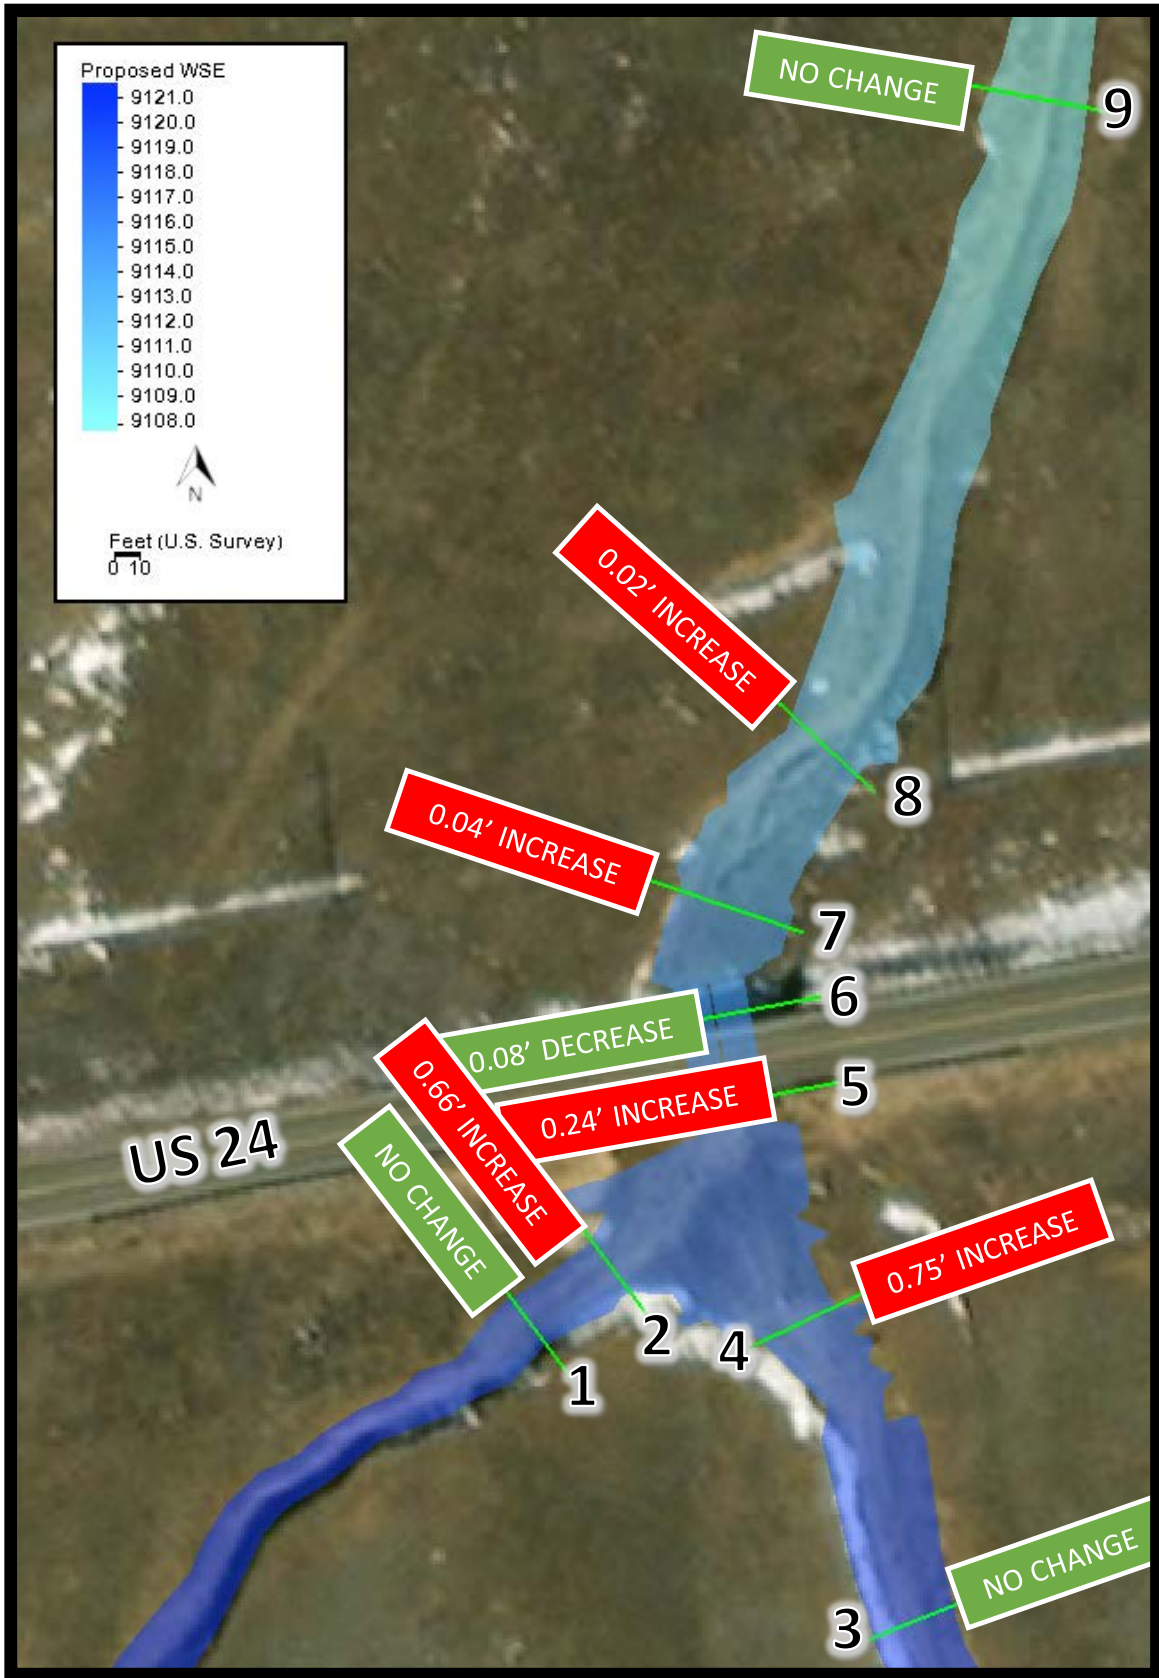 Proposed WSE
9121.0
9120.0
9119.0
9118.0
9117.0
9116.0
9115.0
9114.0
9113.0
9112.0
9111.0
9110.0
9109.0
9108.0
N
Feet (U.S. Survey)
0 10
NO CHANGE
9
0.02' INCREASE
8
0.04' INCREASE
7
6
0.08' DECREASE
5
0.24' INCREASE
0.66' INCREASE
NO CHANGE
US 24
0.75' INCREASE
2
4
1
NO CHANGE
3